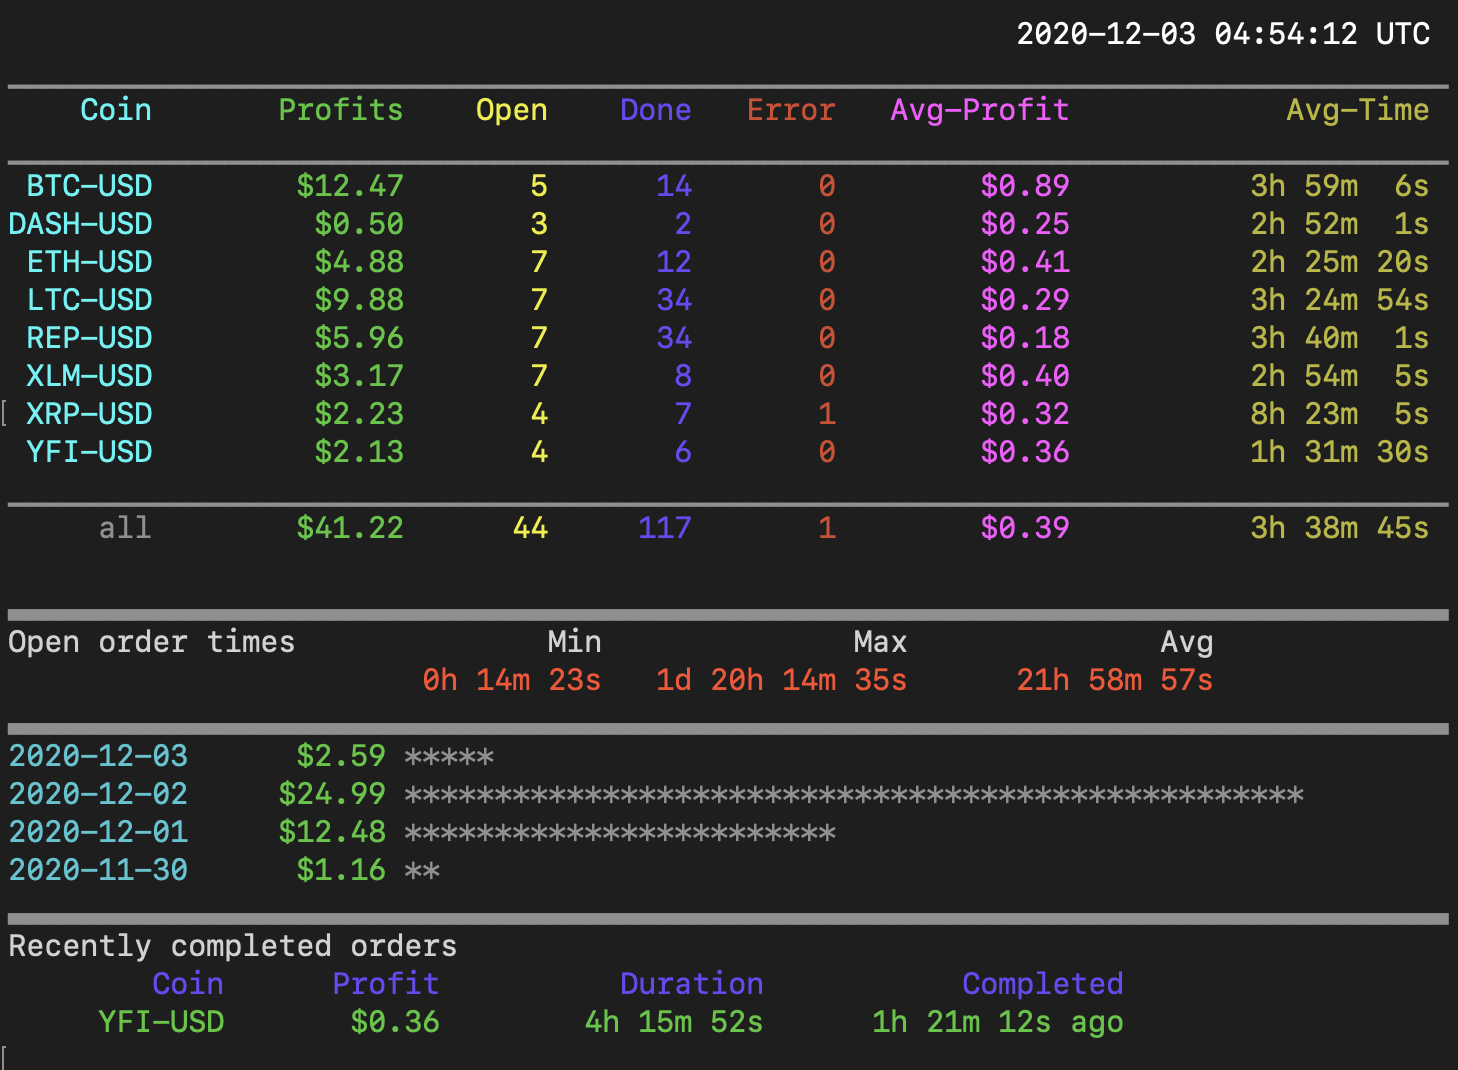 2020-12-03 04:54:12 UTC
Coin Profits Open Done Error Avg-Profit Avg-Time
BTC-USD $12.47 5 14 0 $0.89 3h 59m 6s
DASH-USD $0.50 3 2 0 $0.25 2h 52m 1s
ETH-USD $4.88 7 12 0 $0.41 2h 25m 20s
LTC-USD $9.88 7 34 0 $0.29 3h 24m 54s
REP-USD $5.96 7 34 0 $0.18 3h 40m 1s
XLM-USD $3.17 7 8 0 $0.40 2h 54m 5s
XRP-USD $2.23 4 7 1 $0.32 8h 23m 5s
YFI-USD $2.13 4 6 0 $0.36 1h 31m 30s
all $41.22 44 117 1 $0.39 3h 38m 45s
Open order times Min Max Avg
0h 14m 23s 1d 20h 14m 35s 21h 58m 57s
2020-12-03 $2.59 *****
2020-12-02 $24.99 **************************************************
2020-12-01 $12.48 ************************
2020-11-30 $1.16 **
Recently completed orders
Coin Profit Duration Completed
YFI-USD $0.36 4h 15m 52s 1h 21m 12s ago